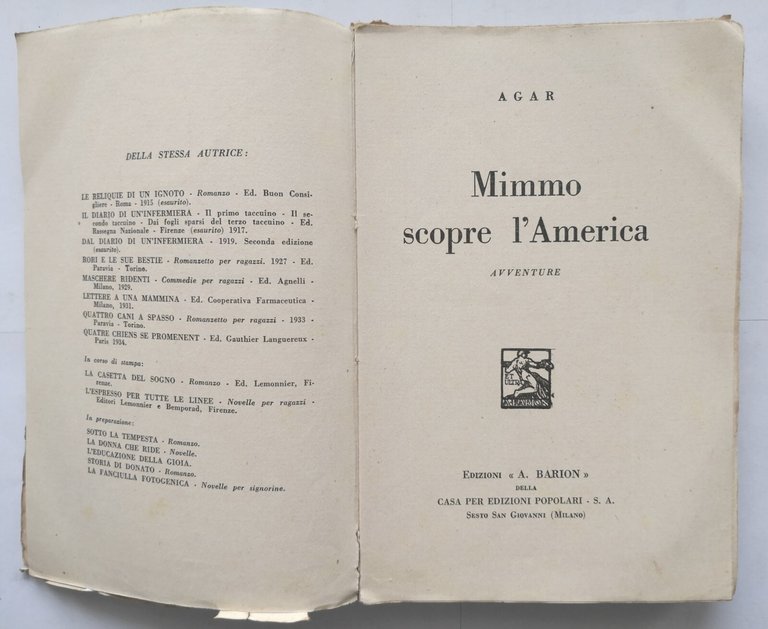 DELLA STESSA AUTRICE:
LE RELIQUIE DI UN IGNOTO - Romanzo - Ed. Buon Consi-
gliere - Roma - 1915 (esaurito).
IL DIARIO DI UN'INFERMIERA - Il primo taccuino - Il se-
condo taccuino - Dai fogli sparsi del terzo taccuino - Ed.
Rassegna Nazionale - Firenze (esaurito) 1917.
DAL DIARIO DI UN'INFERMIERA - 1919. Seconda edizione
(esaurito).
RORI E LE SUE BESTIE - Romanzetto per ragazzi. 1927 - Ed.
Paravia - Torino.
MASCHERE RIDENTI - Commedie per ragazzi - Ed. Agnelli -
Milano, 1929.
LETTERE A UNA MAMMINA - Ed. Cooperativa Farmaceutica -
Milano, 1931.
QUATTRO CANI A SPASSO - Romanzetto per ragazzi - 1933 -
Paravia - Torino.
QUATRE CHIENS SE PROMENENT - Ed. Gauthier Languereux -
Paris 1934.
In corso di stampa:
LA CASETTA DEL SOGNO - Romanzo - Ed. Lemonnier, Fi-
renze.
L'ESPRESSO PER TUTTE LE LINEE - Novelle per ragazzi -
Editori Lemonnier e Bemporad, Firenze.
In preparazione:
SOTTO LA TEMPESTA - Romanzo.
LA DONNA CHE RIDE - Novelle.
L'EDUCAZIONE DELLA GIOIA.
STORIA DI DONATO - Romanzo.
LA FANCIULLA FOTOGENICA - Novelle per signorine.
AGAR
Mimmo
scopre l'America
AVVENTURE
ET
ULTRA
EDIZIONI « A. BARION »
DELLA
CASA PER EDIZIONI POPOLARI - S. A.
SESTO SAN GIOVANNI (MILANO)